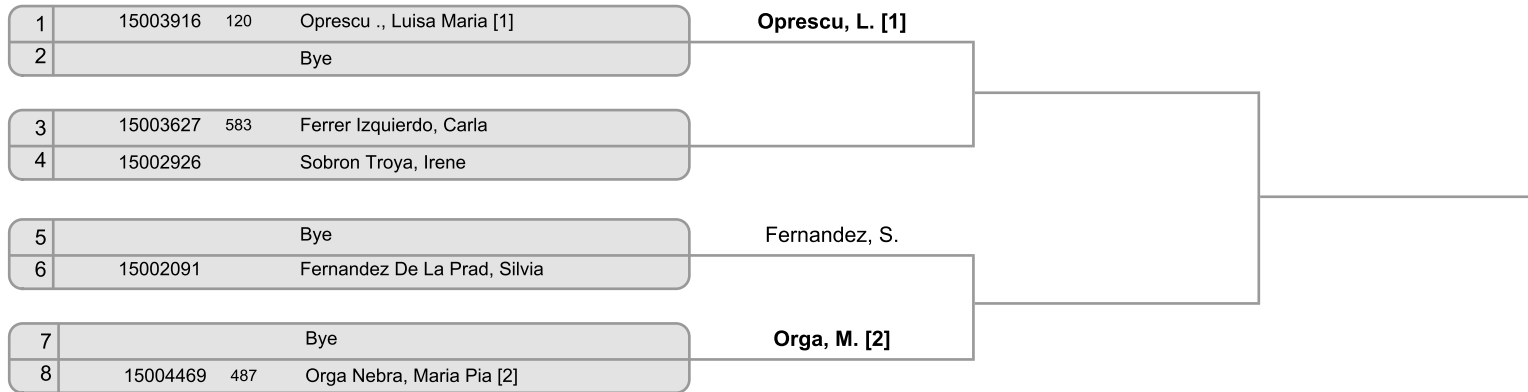 1 15003916 120 Oprescu ., Luisa Maria [1] Oprescu, L. [1]
2 Bye
3 15003627 583 Ferrer Izquierdo, Carla
4 15002926 Sobron Troya, Irene
5 Bye Fernandez, S.
6 15002091 Fernandez De La Prad, Silvia
7 Bye Orga, M. [2]
8 15004469 487 Orga Nebra, Maria Pia [2]